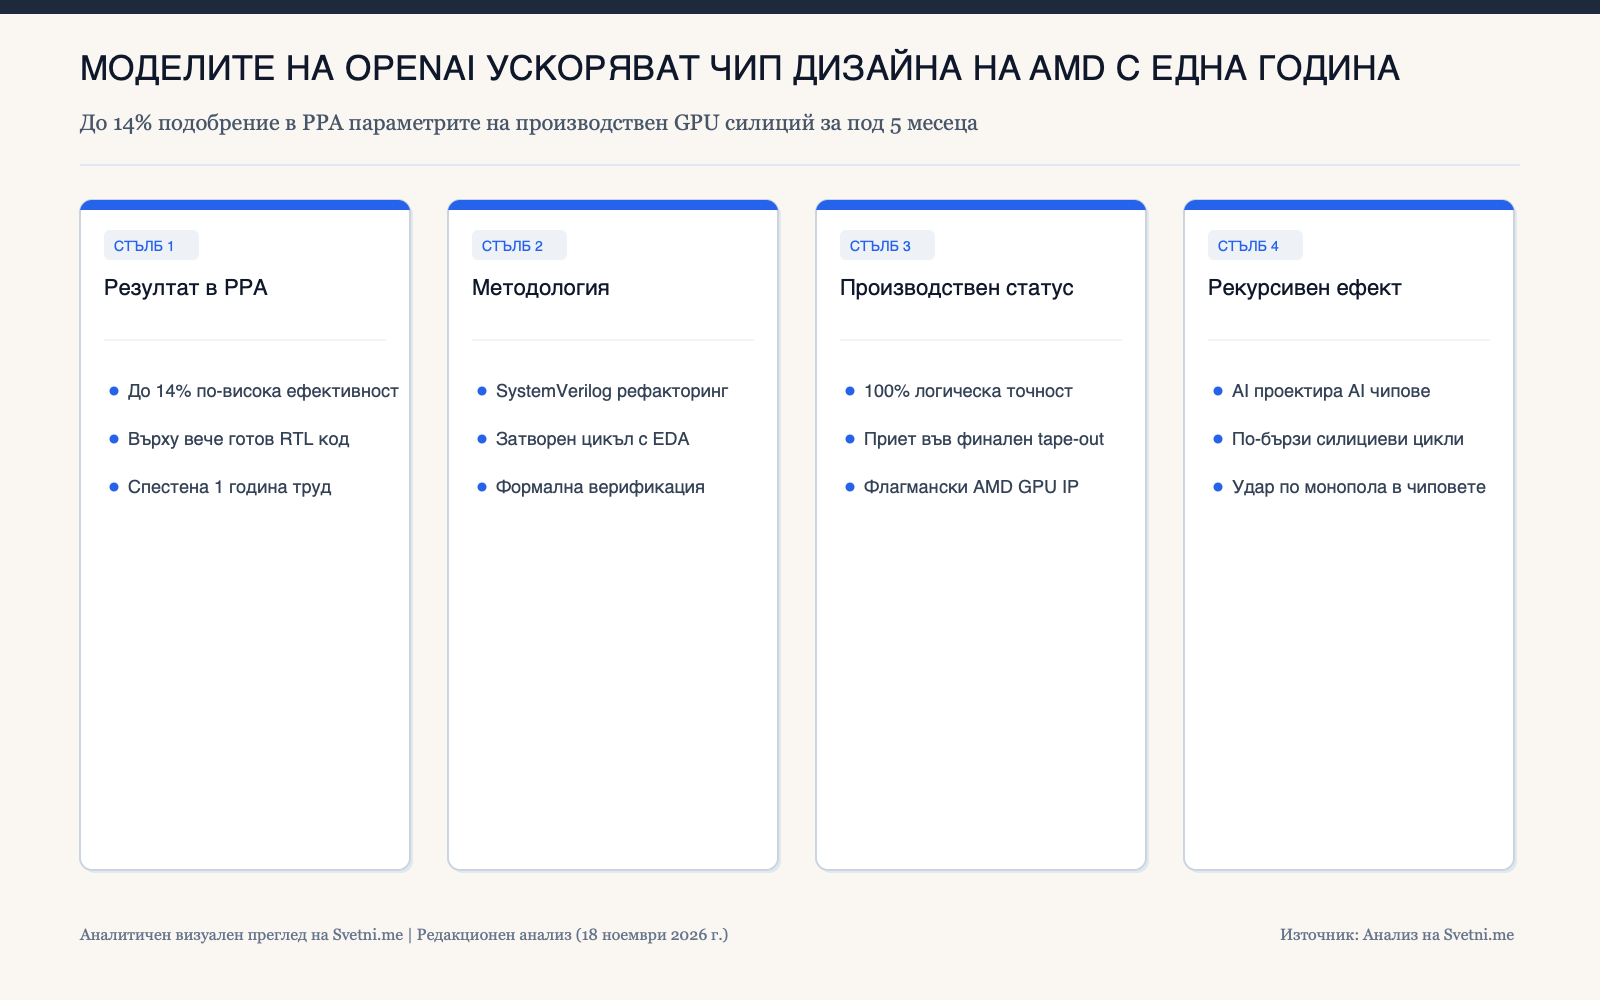 МОДЕЛИТЕ НА OPENAI УСКОРЯВАТ ЧИП ДИЗАЙНА НА AMD С ЕДНА ГОДИНА
До 14% подобрение в PPA параметрите на производствен GPU силиций за под 5 месеца
СТЪЛБ 1
Резултат в PPA
До 14% по-висока ефективност
Върху вече готов RTL код
Спестена 1 година труд
СТЪЛБ 2
Методология
SystemVerilog рефакторинг
Затворен цикъл с EDA
Формална верификация
СТЪЛБ 3
Производствен статус
100% логическа точност
Приет във финален tape-out
Флагмански AMD GPU IP
СТЪЛБ 4
Рекурсивен ефект
AI проектира AI чипове
По-бързи силициеви цикли
Удар по монопола в чиповете
Аналитичен визуален преглед на Svetni.me | Редакционен анализ (18 ноември 2026 г.)
Източник: Анализ на Svetni.me